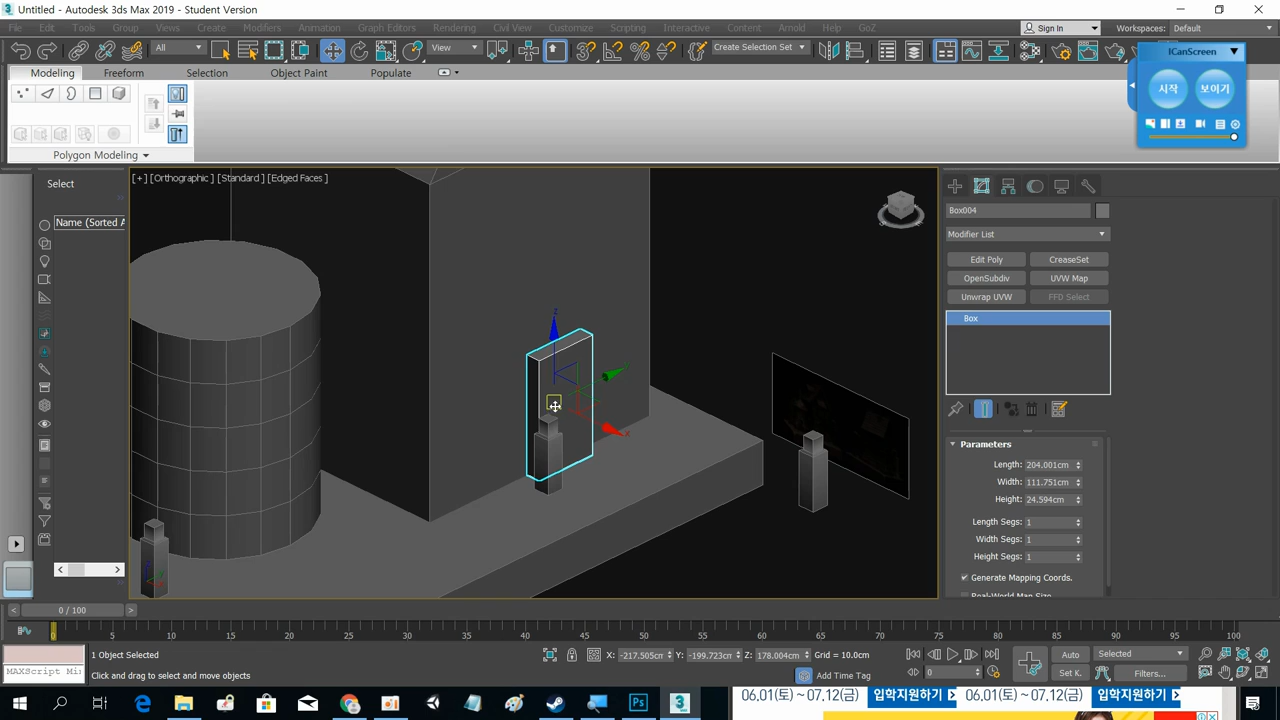 Untitled - Autodesk 3ds Max 2019 - Student Version
File Edit Tools Group Views Create Modifiers Animation Graph Editors Rendering Civil View Customize Scripting Interactive Content Arnold Help GoZ
Sign In
Workspaces: Default
All
View
Create Selection Set
ICanScreen
시작 보이기
Modeling Freeform Selection Object Paint Populate
Polygon Modeling
Select
[+] [Orthographic ] [Standard ] [Edged Faces ]
Name (Sorted A
Box004
Modifier List
Edit Poly CreaseSet
OpenSubdiv UVW Map
Unwrap UVW FFD Select
Box
z
x
Parameters
Length: 204.001cm
Width: 111.751cm
Height: 24.594cm
Length Segs: 1
Width Segs: 1
Height Segs: 1
Generate Mapping Coords.
Real-World Map Size
0 / 100
0 5 10 15 20 25 30 35 40 45 50 55 60 65 70 75 80 85 90 95 100
1 Object Selected
X: -217.505cm Y: -199.723cm Z: 178.004cm Grid = 10.0cm
Auto Selected
MAXScript Mi
Click and drag to select and move objects
Add Time Tag
0
Set K. Filters...
06.01(토) ~ 07.12(금) 입학지원하기 > 06.01(토) ~ 07.12(금) 입학지원하기 >